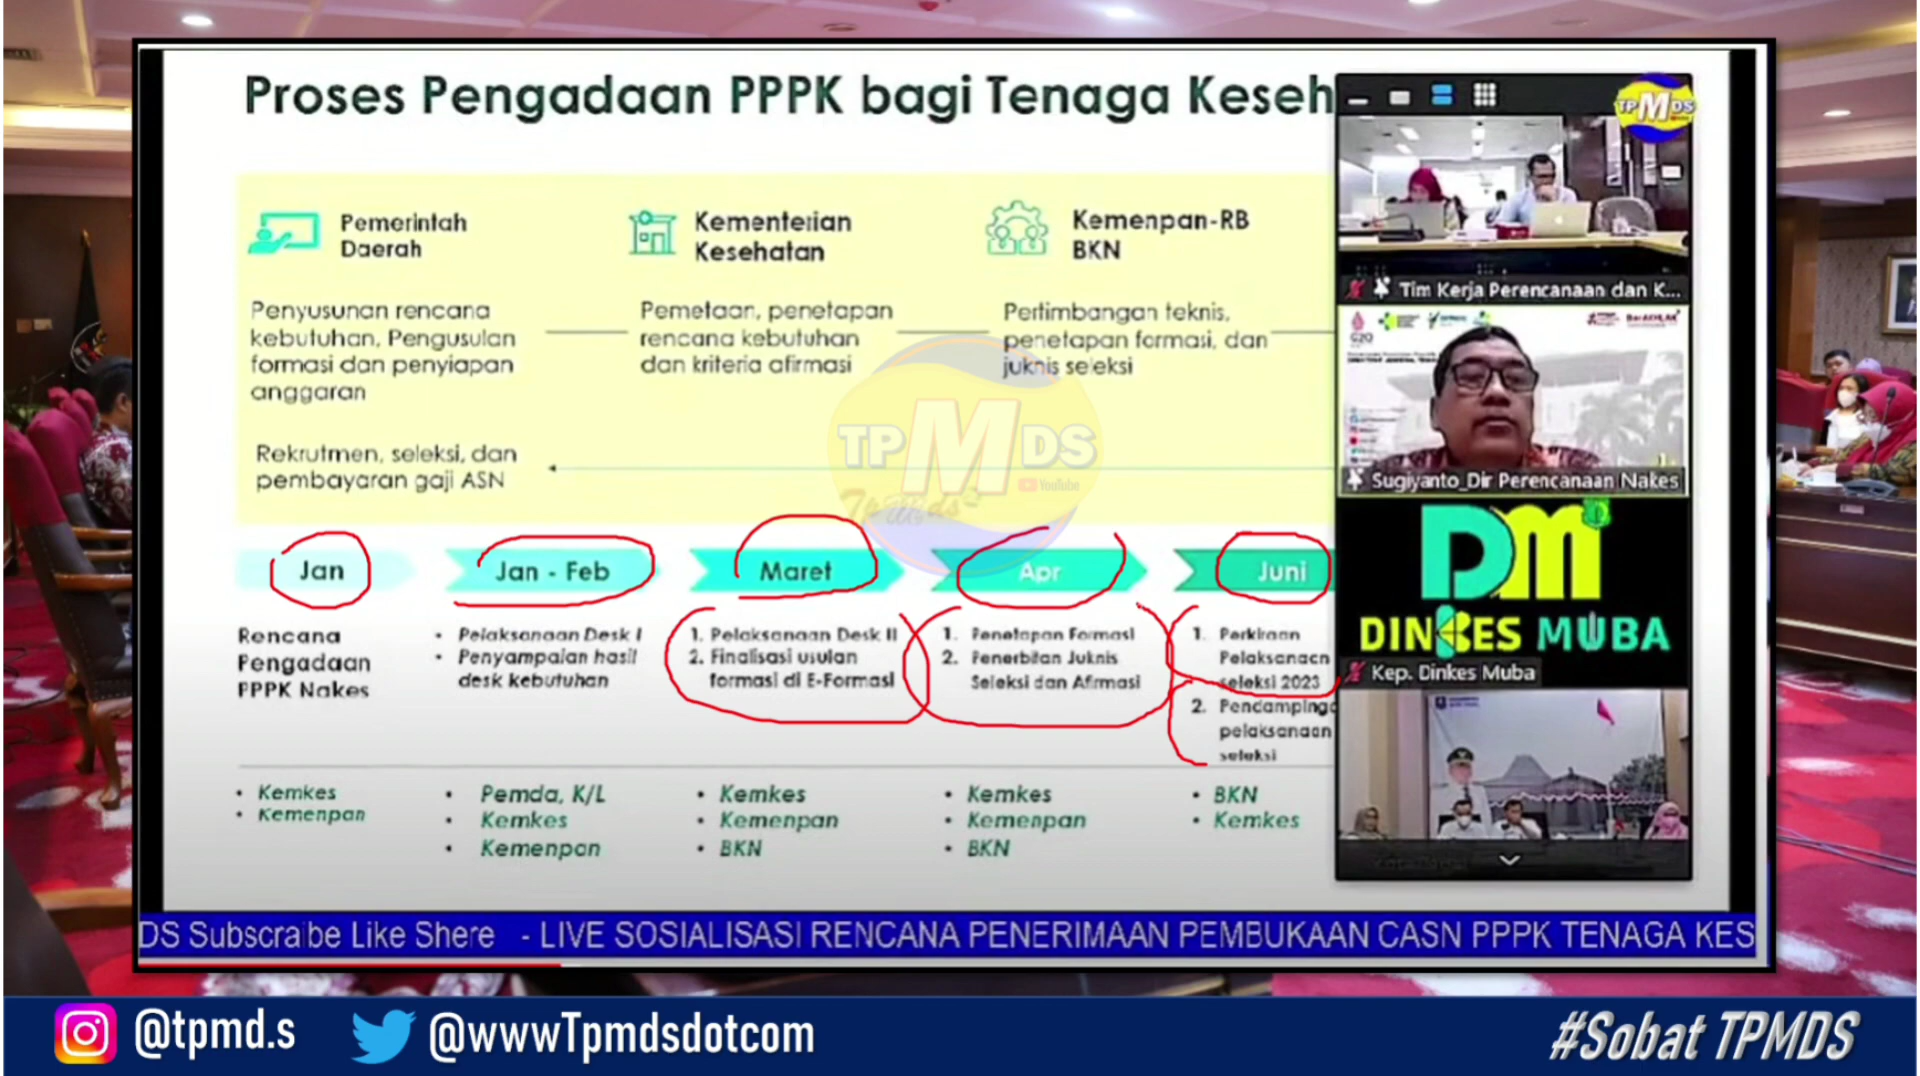 Proses Pengadaan PPPK bagi Tenaga Keseh
Pemerintah
Daerah
Kementerian
Kesehatan
Kemenpan-RB
BKN
Penyusunan rencana
kebutuhan, Pengusulan
formasi dan penyiapan
anggaran
Pemetaan, penetapan
rencana kebutuhan
dan kriteria afirmasi
Pertimbangan teknis,
penetapan formasi, dan
juknis seleksi
Rekrutmen, seleksi, dan
pembayaran gaji ASN
TPMDS
YouTube
Jan
Jan - Feb
Maret
Apr
Juni
Rencana
Pengadaan
PPPK Nakes
• Pelaksanaan Desk I
• Penyampaian hasil
desk kebutuhan
1. Pelaksanaan Desk II
2. Finalisasi usulan
formasi di E-Formasi
1. Penetapan Formasi
2. Penerbitan Juknis
Seleksi dan Afirmasi
1. Perkiraan
Pelaksanaan
seleksi 2023
2. Pendamping
pelaksanaan
seleksi
• Kemkes
• Kemenpan
• Pemda, K/L
• Kemkes
• Kemenpan
• Kemkes
• Kemenpan
• BKN
• Kemkes
• Kemenpan
• BKN
• BKN
• Kemkes
TPMDS
Tim Kerja Perencanaan dan K...
G20
BerAKHLAK
Sugiyanto_Dir Perencanaan Nakes
DM
DINKES MUBA
Kep. Dinkes Muba
DS Subscraibe Like Shere - LIVE SOSIALISASI RENCANA PENERIMAAN PEMBUKAAN CASN PPPK TENAGA KES
@tpmd.s
@wwwTpmdsdotcom
#Sobat TPMDS